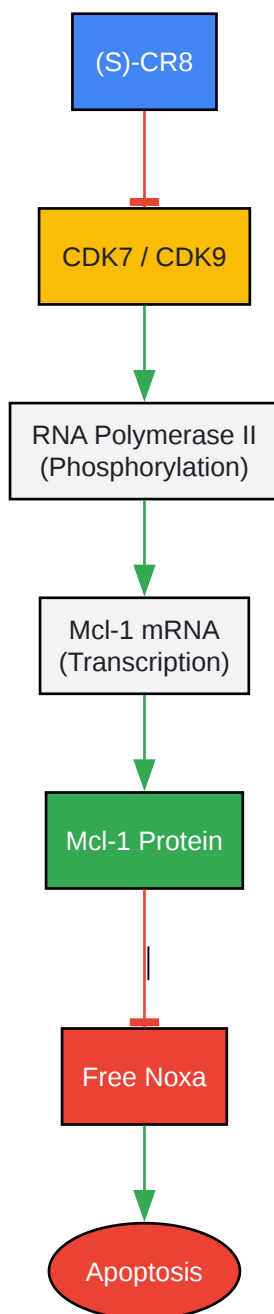 (S)-CR8
CDK7 / CDK9
RNA Polymerase II
(Phosphorylation)
Mcl-1 mRNA
(Transcription)
Mcl-1 Protein
|
Free Noxa
Apoptosis